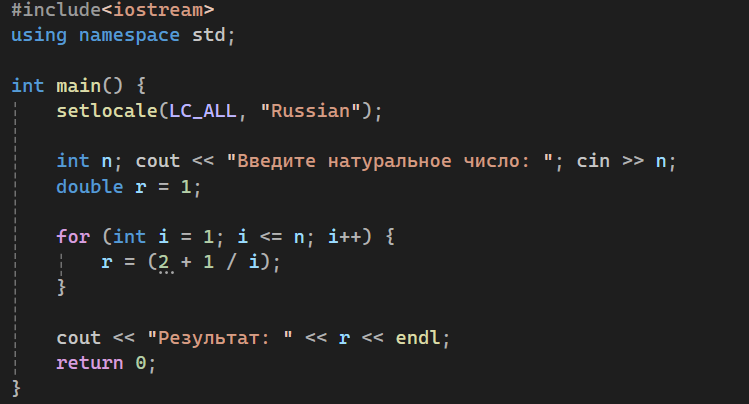 #include<iostream>
using namespace std;
int main() {
setlocale(LC_ALL, "Russian");
int n; cout << "Введите натуральное число: "; cin >> n;
double r = 1;
for (int i = 1; i <= n; i++) {
r = (2 + 1 / i);
}
cout << "Результат: " << r << endl;
return 0;
}